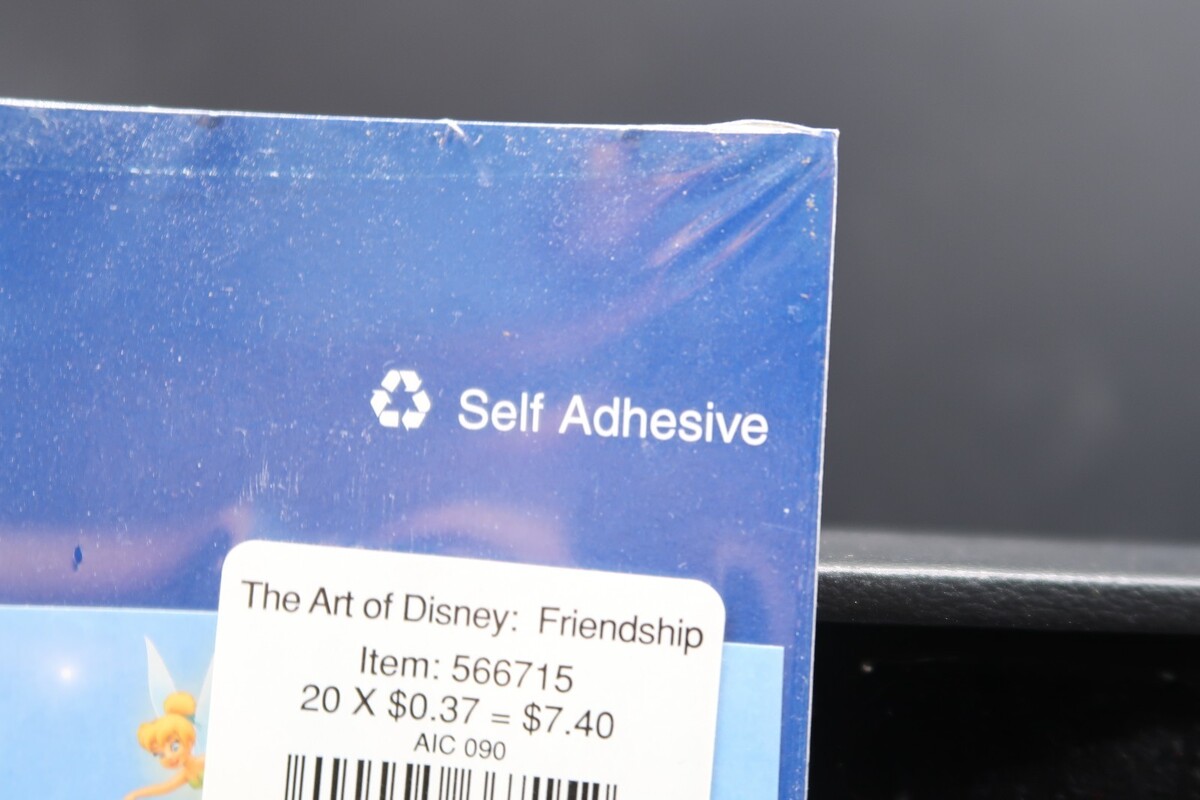 Self Adhesive
The Art of Disney: Friendship
Item: 566715
20 X $0.37 = $7.40
AIC 090